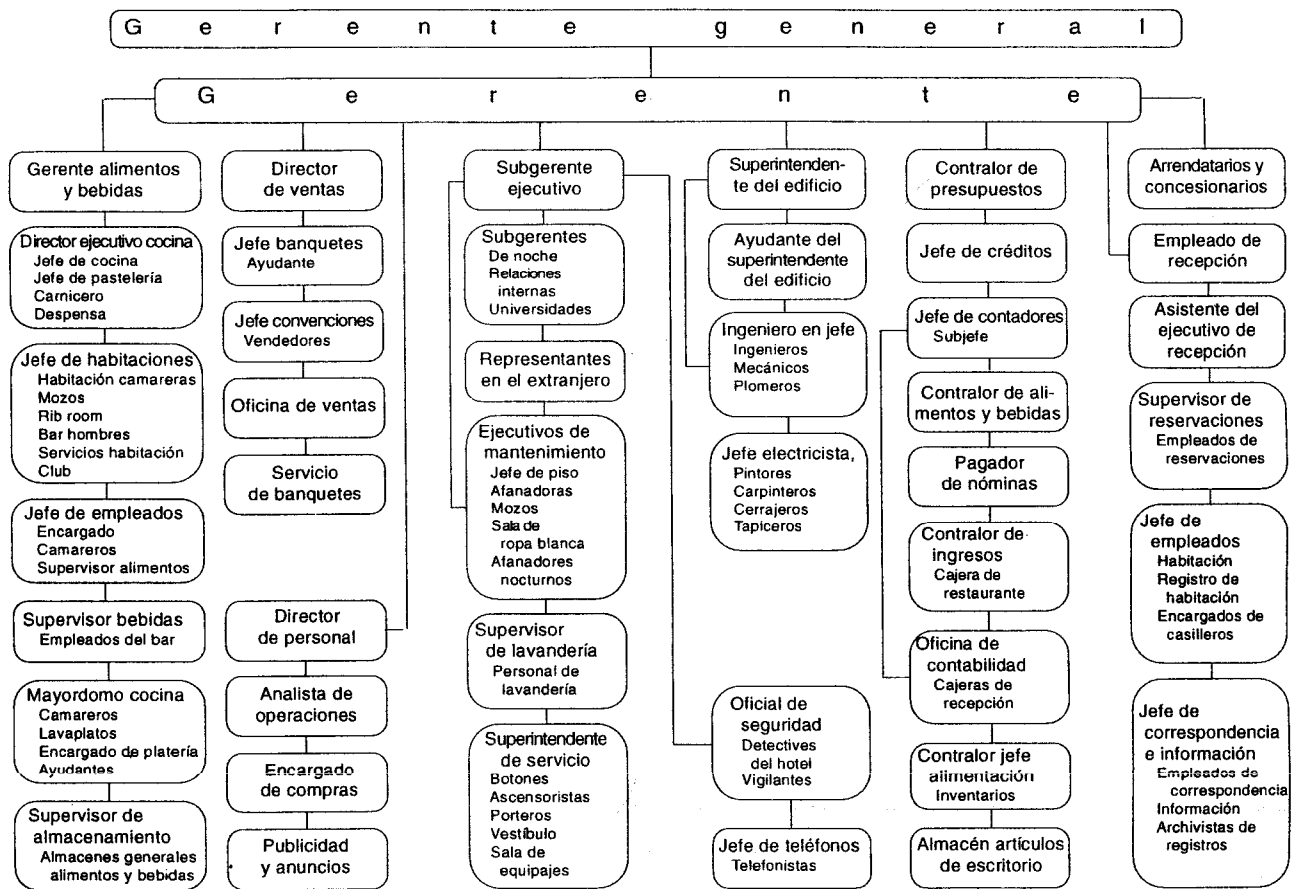 Gerente general
Gerente
Gerente alimentos
y bebidas
Director ejecutivo cocina
Jefe de cocina
Jefe de pastelería
Carnicero
Despensa
Jefe de habitaciones
Habitación camareras
Mozos
Rib room
Bar hombres
Servicios habitación
Club
Jefe de empleados
Encargado
Camareros
Supervisor alimentos
Supervisor bebidas
Empleados del bar
Mayordomo cocina
Camareros
Lavaplatos
Encargado de platería
Ayudantes
Supervisor de
almacenamiento
Almacenes generales
alimentos y bebidas
Director
de ventas
Jefe banquetes
Ayudante
Jefe convenciones
Vendedores
Oficina de ventas
Servicio
de banquetes
Director
de personal
Analista de
operaciones
Encargado
de compras
Publicidad
y anuncios
Subgerente
ejecutivo
Subgerentes
De noche
Relaciones
internas
Universidades
Representantes
en el extranjero
Ejecutivos de
mantenimiento
Jefe de piso
Afanadoras
Mozos
Sala de
ropa blanca
Afanadores
nocturnos
Supervisor
de lavandería
Personal de
lavandería
Superintendente
de servicio
Botones
Ascensoristas
Porteros
Vestíbulo
Sala de
equipajes
Superintenden-
te del edificio
Ayudante del
superintendente
del edificio
Ingeniero en jefe
Ingenieros
Mecánicos
Plomeros
Jefe electricista,
Pintores
Carpinteros
Cerrajeros
Tapiceros
Oficial de
seguridad
Detectives
del hotel
Vigilantes
Jefe de teléfonos
Telefonistas
Contralor de
presupuestos
Jefe de créditos
Jefe de contadores
Subjefe
Contralor de ali-
mentos y bebidas
Pagador
de nóminas
Contralor de
ingresos
Cajera de
restaurante
Oficina de
contabilidad
Cajeras de
recepción
Contralor jefe
alimentación
Inventarios
Almacén artículos
de escritorio
Arrendatarios y
concesionarios
Empleado de
recepción
Asistente del
ejecutivo de
recepción
Supervisor de
reservaciones
Empleados de
reservaciones
Jefe de
empleados
Habitación
Registro de
habitación
Encargados de
casilleros
Jefe de
correspondencia
e información
Empleados de
correspondencia
Información
Archivistas de
registros